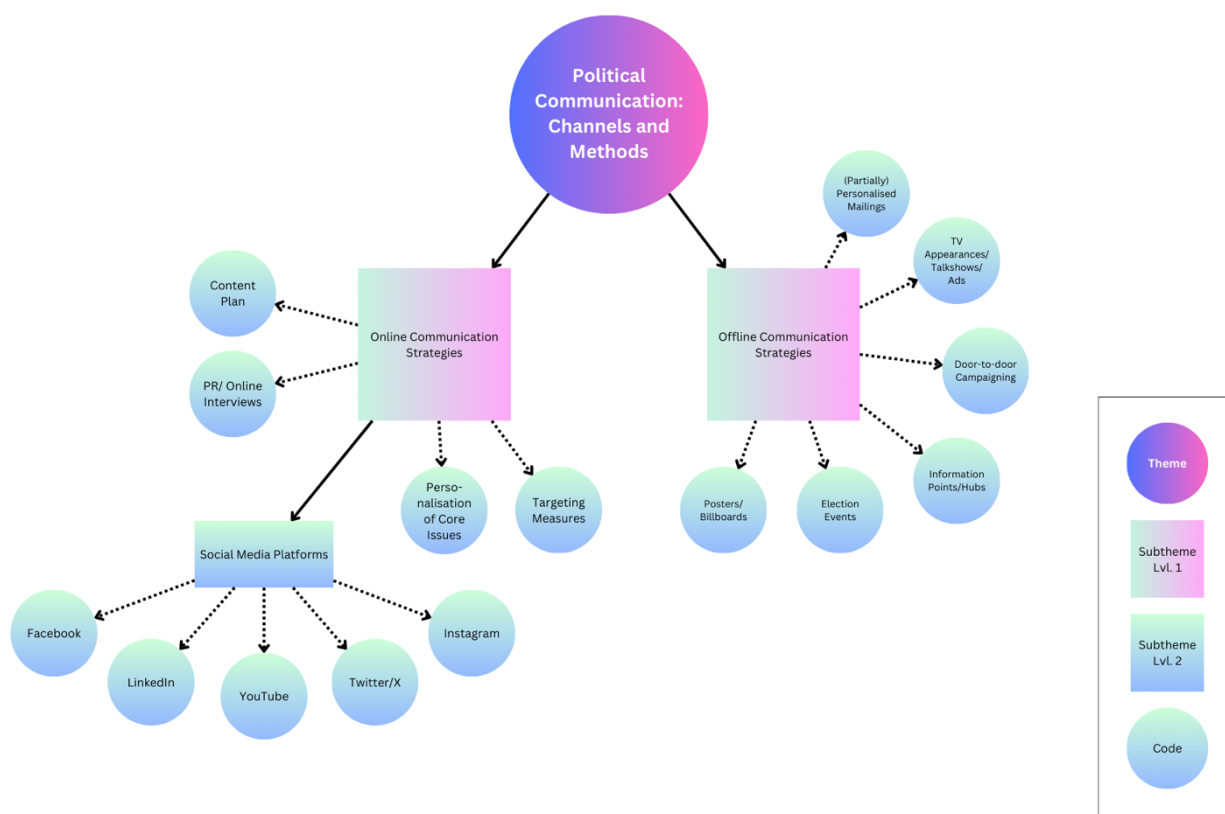 Political
Communication:
Channels and
Methods
(Partially)
Personalised
Mailings
TV
Appearances/
Talkshows/
Ads
Content
Plan
Online Communication
Strategies
Offline Communication
Strategies
PR/ Online
Interviews
Door-to-door
Campaigning
Perso-
nalisation
of Core
Issues
Targeting
Measures
Posters/
Billboards
Election
Events
Information
Points/Hubs
Social Media Platforms
Facebook
LinkedIn
YouTube
Twitter/X
Instagram
Theme
Subtheme
Lvl. 1
Subtheme
Lvl. 2
Code